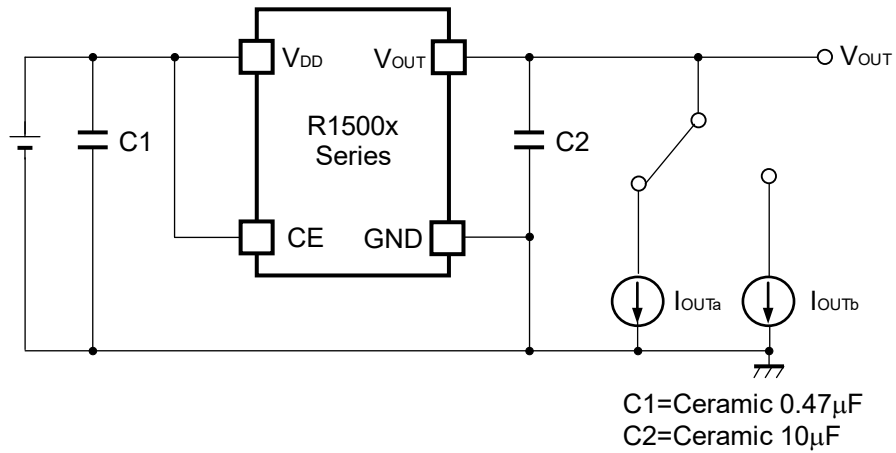 VDD
VOUT
VOUT
C1
R1500x
Series
C2
CE
GND
IOUTa
IOUTb
C1=Ceramic 0.47μF
C2=Ceramic 10μF